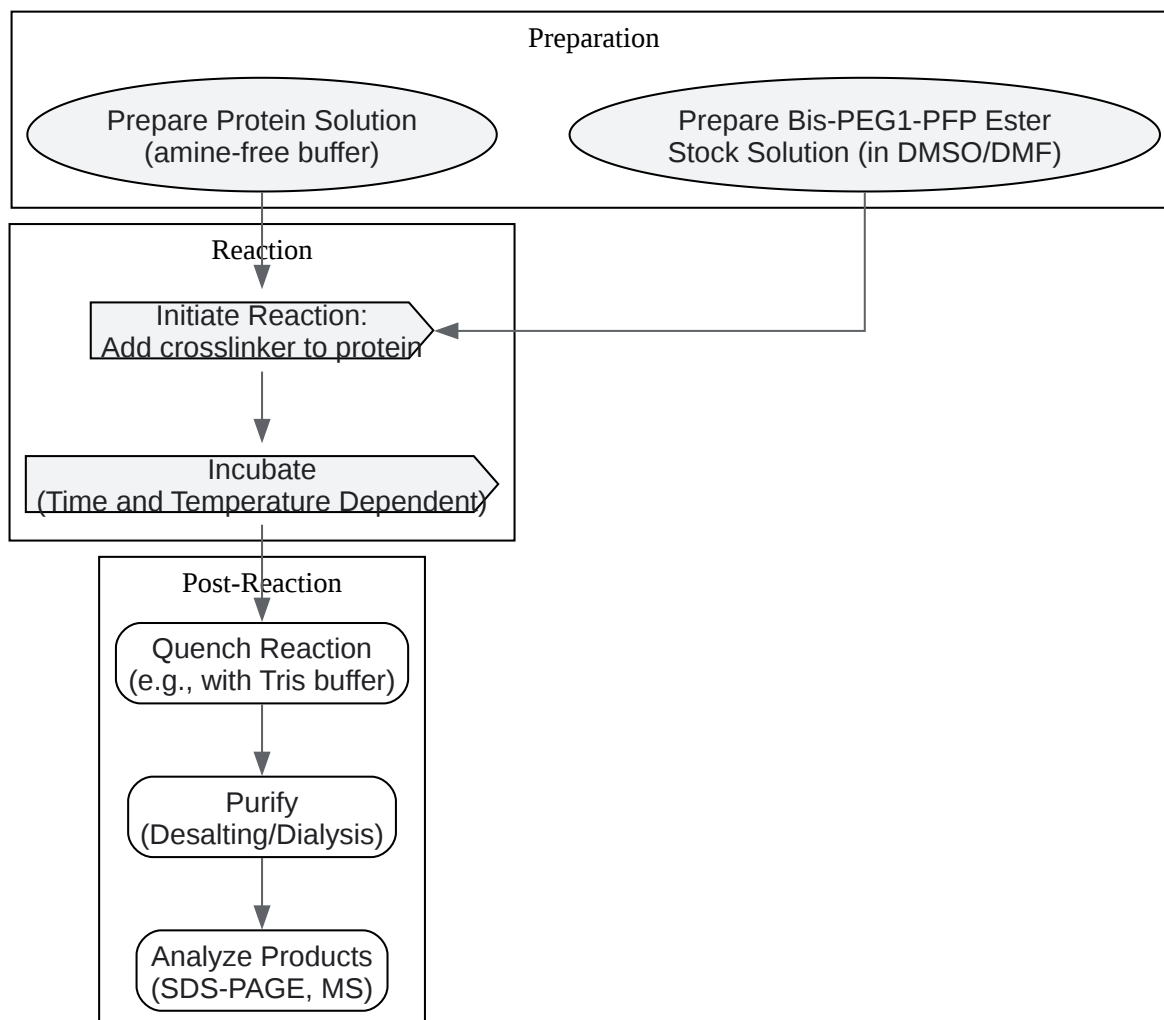 Preparation
Prepare Protein Solution
(amine-free buffer)
Prepare Bis-PEG1-PFP Ester
Stock Solution (in DMSO/DMF)
Reaction
Initiate Reaction:
Add crosslinker to protein
Incubate
(Time and Temperature Dependent)
Post-Reaction
Quench Reaction
(e.g., with Tris buffer)
Purify
(Desalting/Dialysis)
Analyze Products
(SDS-PAGE, MS)